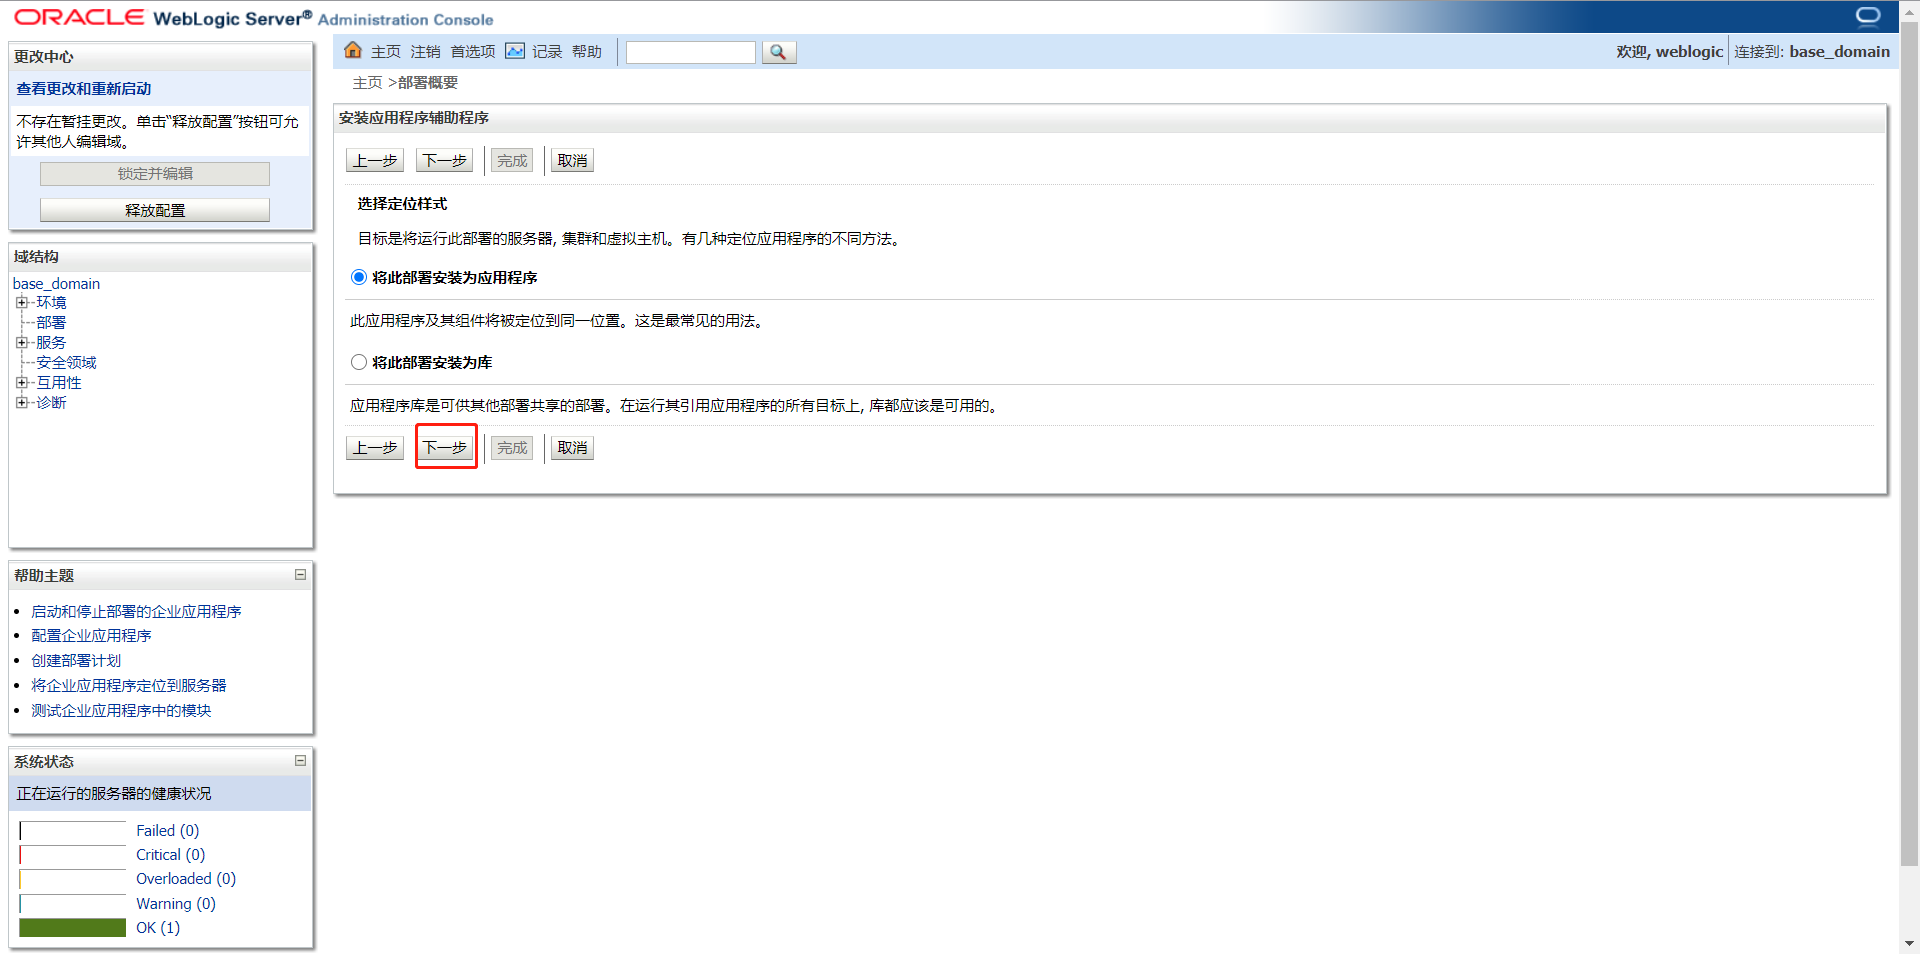 ORACLE WebLogic Server® Administration Console
更改中心
查看更改和重新启动
不存在暂挂更改。单击“释放配置”按钮可允
许其他人编辑域。
锁定并编辑
释放配置
域结构
base_domain
环境
部署
服务
安全领域
互用性
诊断
帮助主题
启动和停止部署的企业应用程序
配置企业应用程序
创建部署计划
将企业应用程序定位到服务器
测试企业应用程序中的模块
系统状态
正在运行的服务器的健康状况
Failed (0)
Critical (0)
Overloaded (0)
Warning (0)
OK (1)
主页 注销 首选项 记录 帮助
欢迎, weblogic 连接到: base_domain
主页 >部署概要
安装应用程序辅助程序
上一步 下一步 完成 取消
选择定位样式
目标是将运行此部署的服务器, 集群和虚拟主机。有几种定位应用程序的不同方法。
将此部署安装为应用程序
此应用程序及其组件将被定位到同一位置。这是最常见的用法。
将此部署安装为库
应用程序库是可供其他部署共享的部署。在运行其引用应用程序的所有目标上, 库都应该是可用的。
上一步 下一步 完成 取消